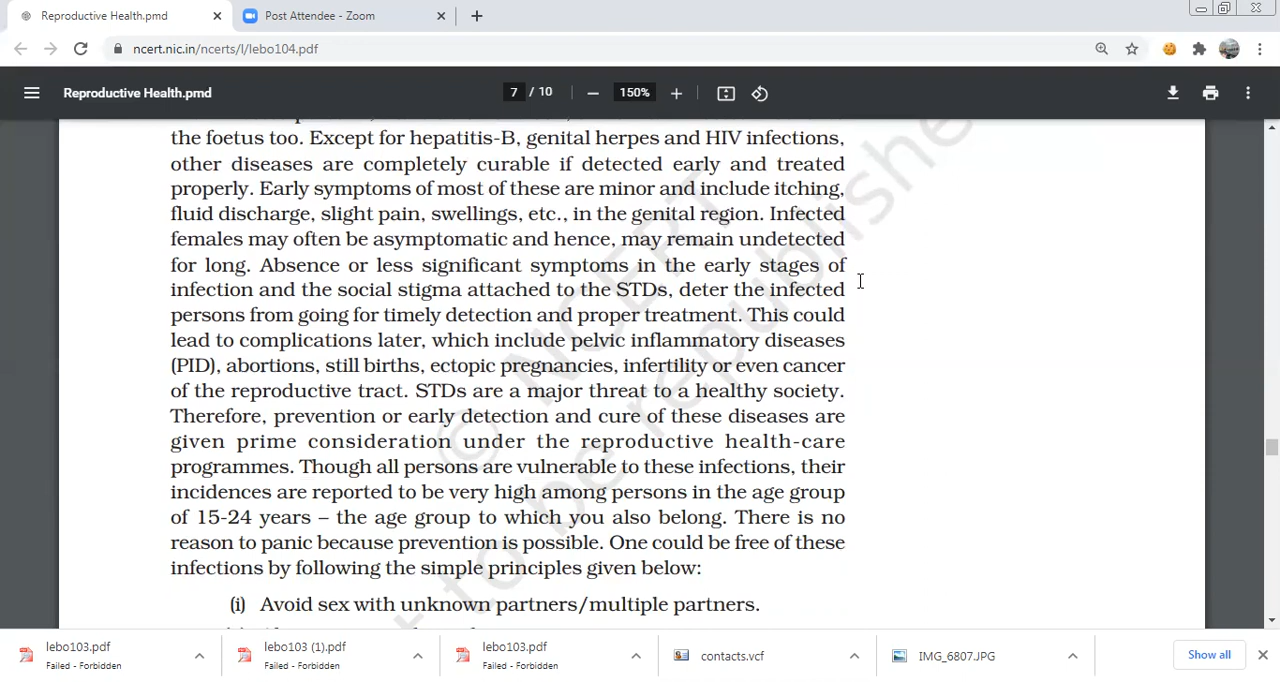 Reproductive Health.pmd
Post Attendee - Zoom
ncert.nic.in/ncerts/l/lebo104.pdf
Reproductive Health.pmd
7 / 10
150%
the foetus too. Except for hepatitis-B, genital herpes and HIV infections,
other diseases are completely curable if detected early and treated
properly. Early symptoms of most of these are minor and include itching,
fluid discharge, slight pain, swellings, etc., in the genital region. Infected
females may often be asymptomatic and hence, may remain undetected
for long. Absence or less significant symptoms in the early stages of
infection and the social stigma attached to the STDs, deter the infected
persons from going for timely detection and proper treatment. This could
lead to complications later, which include pelvic inflammatory diseases
(PID), abortions, still births, ectopic pregnancies, infertility or even cancer
of the reproductive tract. STDs are a major threat to a healthy society.
Therefore, prevention or early detection and cure of these diseases are
given prime consideration under the reproductive health-care
programmes. Though all persons are vulnerable to these infections, their
incidences are reported to be very high among persons in the age group
of 15-24 years – the age group to which you also belong. There is no
reason to panic because prevention is possible. One could be free of these
infections by following the simple principles given below:
(i) Avoid sex with unknown partners/multiple partners.
© NCERT
not to be republishe
lebo103.pdf
Failed - Forbidden
lebo103 (1).pdf
Failed - Forbidden
lebo103.pdf
Failed - Forbidden
contacts.vcf
IMG_6807.JPG
Show all